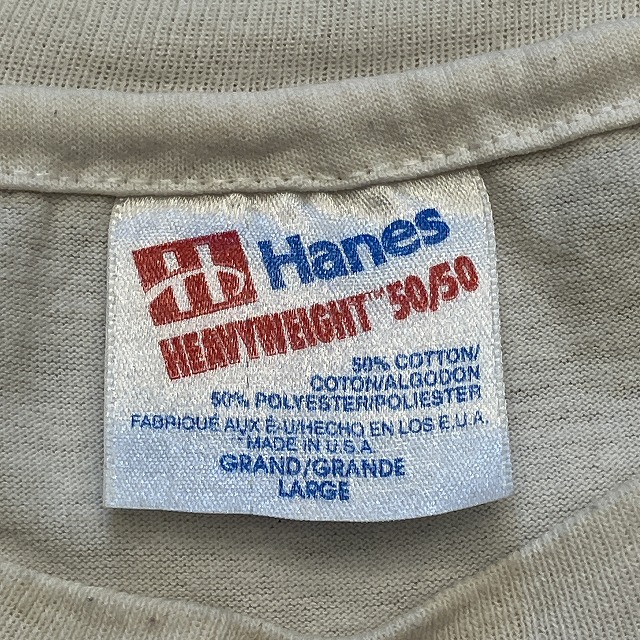 Hanes
HEAVYWEIGHT™ 50/50
50% COTTON/
COTON/ALGODON
50% POLYESTER/POLIESTER
FABRIQUÉ AUX É-U/HECHO EN LOS E.U.A.
MADE IN U.S.A.
GRAND/GRANDE
LARGE